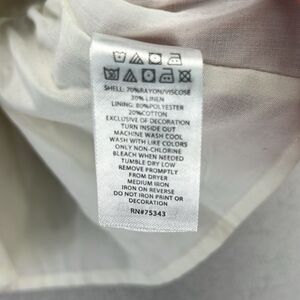 SHELL: 70%RAYON/VISCOSE
30% LINEN
LINING: 80%POLYESTER
20%COTTON
EXCLUSIVE OF DECORATION
TURN INSIDE OUT
MACHINE WASH COOL
WASH WITH LIKE COLORS
ONLY NON-CHLORINE
BLEACH WHEN NEEDED
TUMBLE DRY LOW
REMOVE PROMPTLY
FROM DRYER
MEDIUM IRON
IRON ON REVERSE
DO NOT IRON PRINT OR
DECORATION
RN#75343